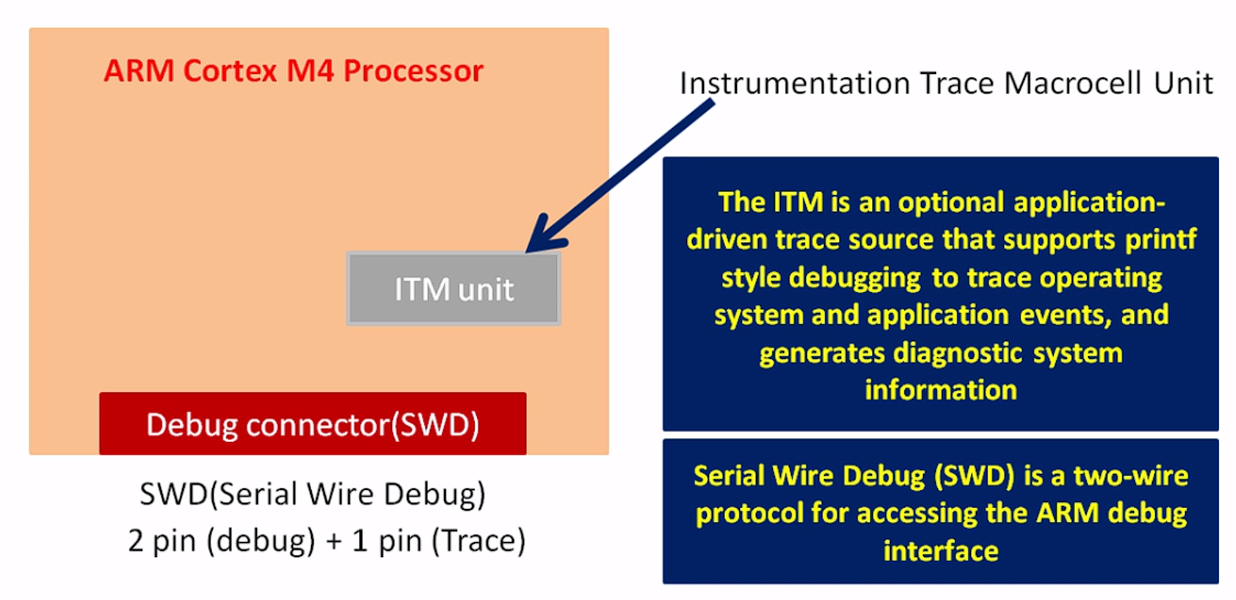 ARM Cortex M4 Processor
Instrumentation Trace Macrocell Unit
ITM unit
Debug connector(SWD)
SWD(Serial Wire Debug)
2 pin (debug) + 1 pin (Trace)
The ITM is an optional application-
driven trace source that supports printf
style debugging to trace operating
system and application events, and
generates diagnostic system
information
Serial Wire Debug (SWD) is a two-wire
protocol for accessing the ARM debug
interface